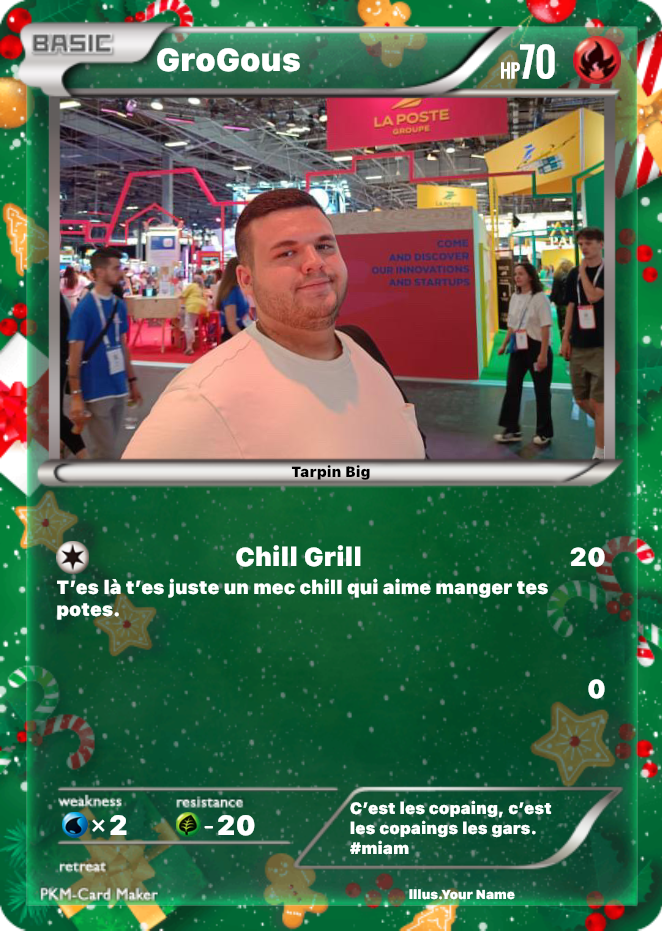 BASIC
GroGous
HP70
LA POSTE
GROUPE
LA POSTE
COME
AND DISCOVER
OUR INNOVATIONS
AND STARTUPS
Tarpin Big
Chill Grill 20
T'es là t'es juste un mec chill qui aime manger tes
potes.
0
weakness resistance
×2 -20
C'est les copaing, c'est
les copaings les gars.
#miam
retreat
PKM-Card Maker Illus.Your Name